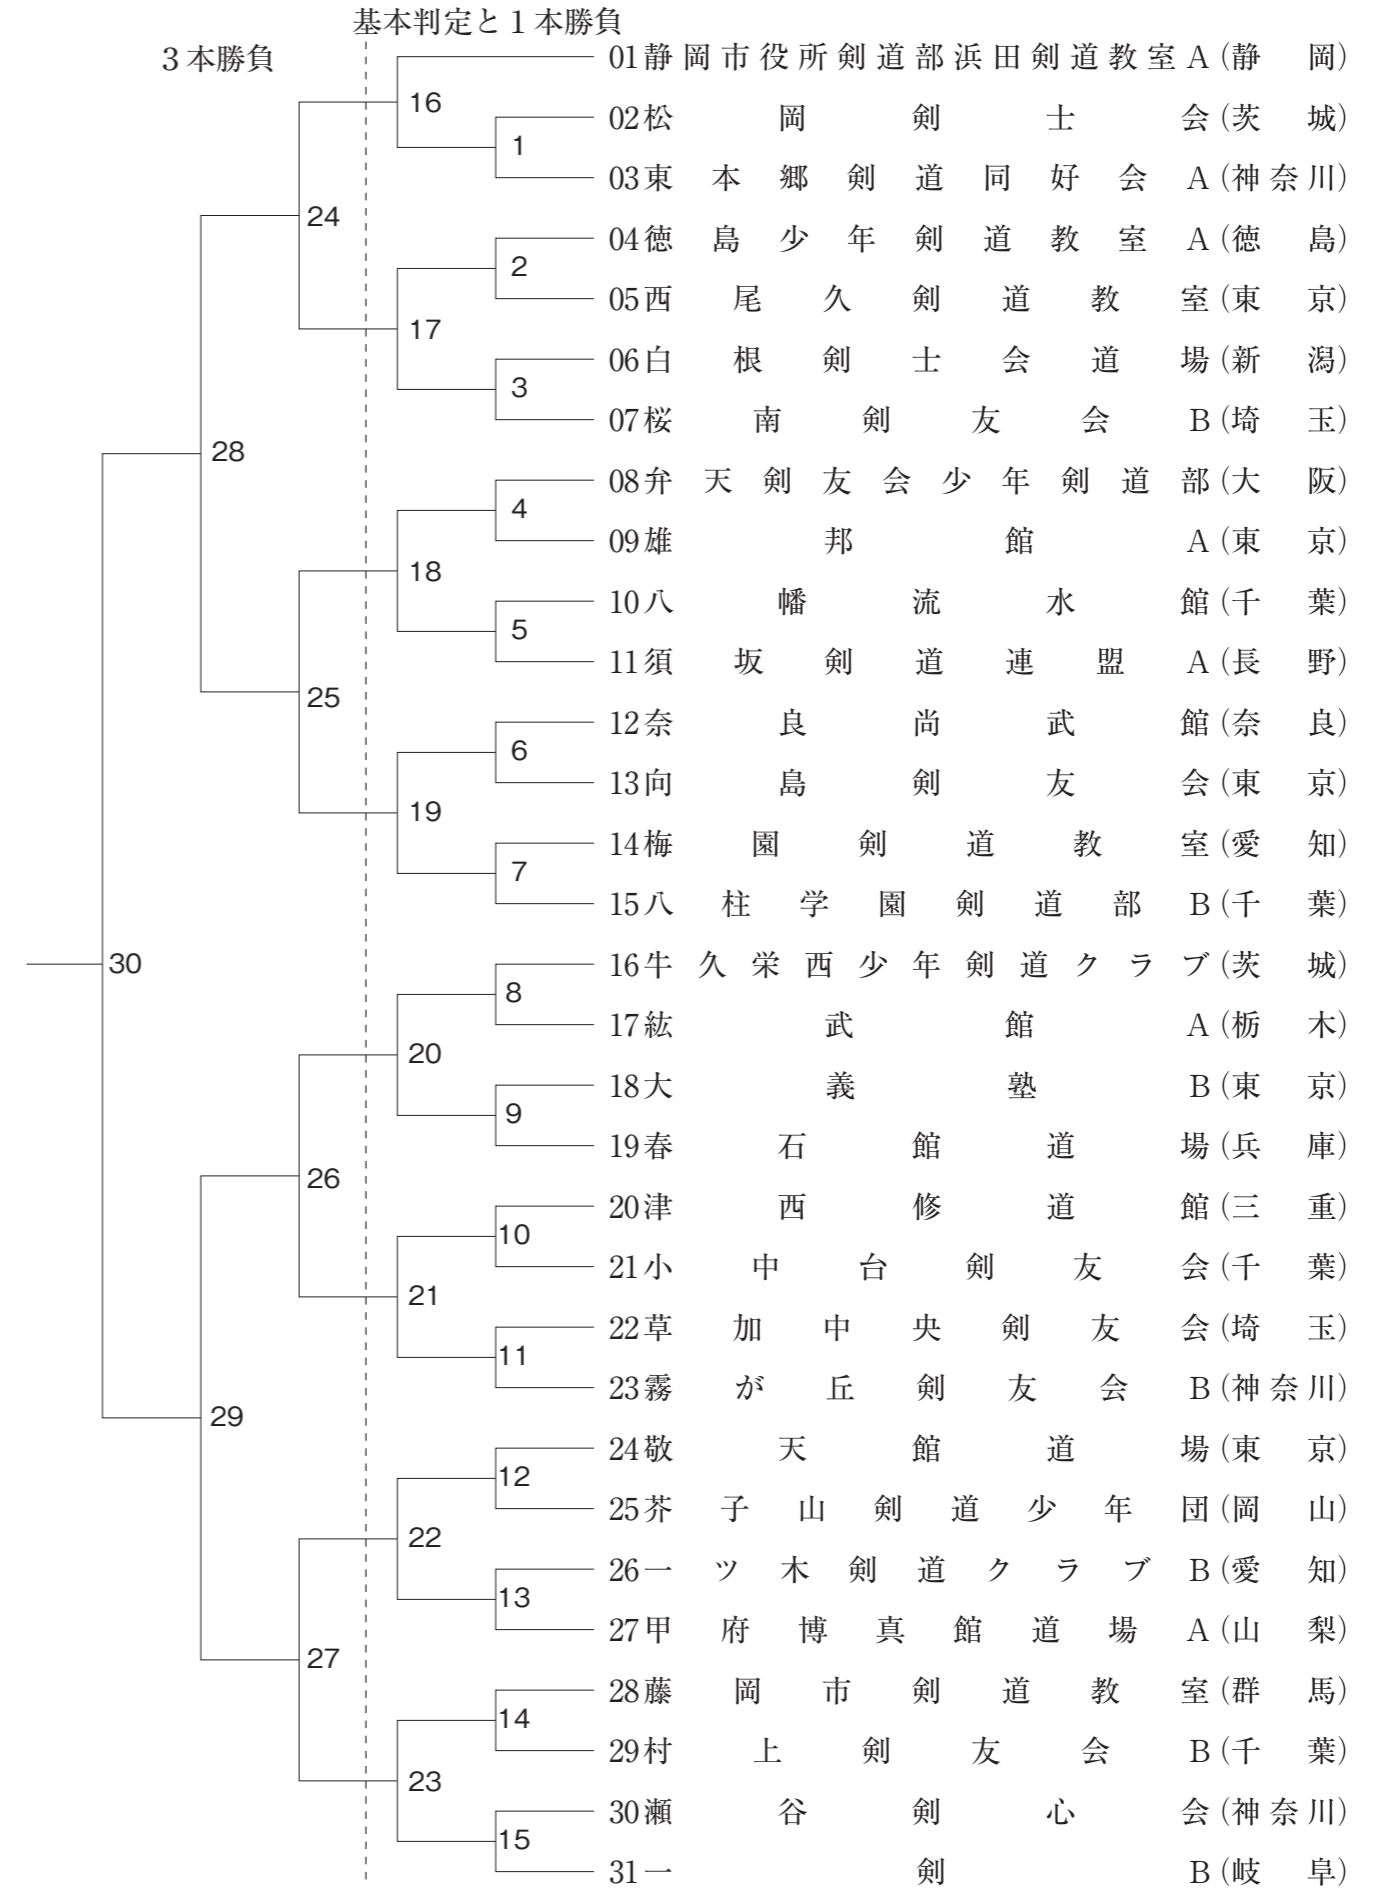 基本判定と１本勝負
３本勝負
01静岡市役所剣道部浜田剣道教室A(静岡)
16
02松岡剣士会(茨城)
1
03東本郷剣道同好会A(神奈川)
24
04徳島少年剣道教室A(徳島)
2
05西尾久剣道教室(東京)
17
06白根剣士会道場(新潟)
3
07桜南剣友会B(埼玉)
28
08弁天剣友会少年剣道部(大阪)
4
09雄邦館A(東京)
18
10八幡流水館(千葉)
5
11須坂剣道連盟A(長野)
25
12奈良尚武館(奈良)
6
13向島剣友会(東京)
19
14梅園剣道教室(愛知)
7
15八柱学園剣道部B(千葉)
30
16牛久栄西少年剣道クラブ(茨城)
8
17紘武館A(栃木)
20
18大義塾B(東京)
9
19春石館道場(兵庫)
26
20津西修道館(三重)
10
21小中台剣友会(千葉)
21
22草加中央剣友会(埼玉)
11
23霧が丘剣友会B(神奈川)
29
24敬天館道場(東京)
12
25芥子山剣道少年団(岡山)
22
26一ツ木剣道クラブB(愛知)
13
27甲府博真館道場A(山梨)
27
28藤岡市剣道教室(群馬)
14
29村上剣友会B(千葉)
23
30瀬谷剣心会(神奈川)
15
31一剣B(岐阜)